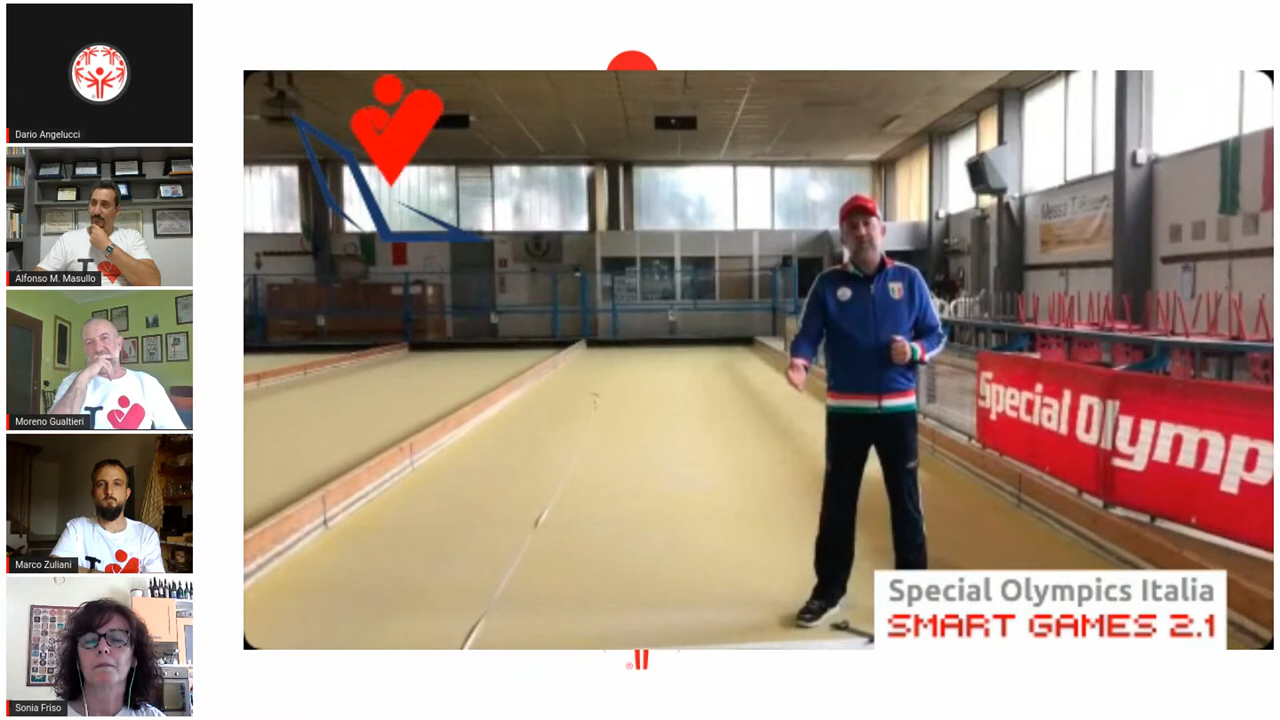 Dario Angelucci
Alfonso M. Masullo
Moreno Gualtieri
Marco Zuliani
Sonia Friso
Special Olymp
Special Olympics Italia
SMART GAMES 2.1